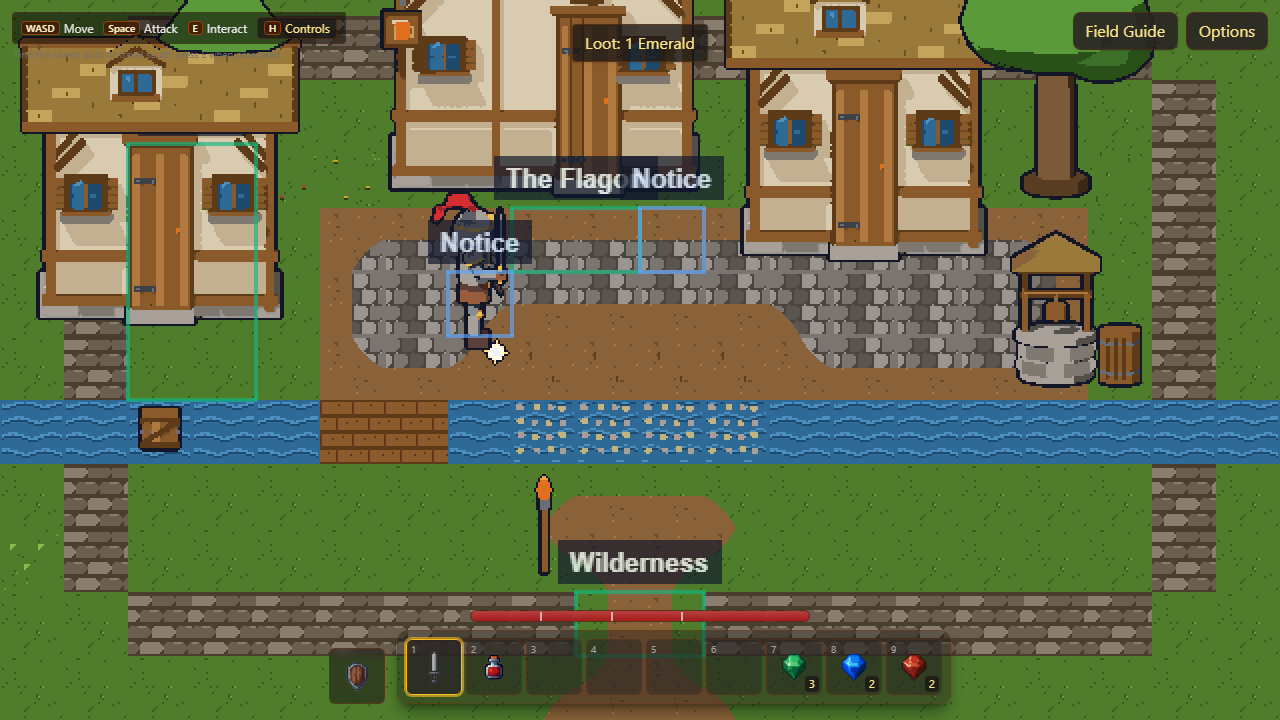 WASD Move Space Attack E Interact H Controls
Loot: 1 Emerald
Field Guide
Options
The Flago
Notice
Notice
Wilderness
1 2 3 4 5 6 7 8 9
3 2 2